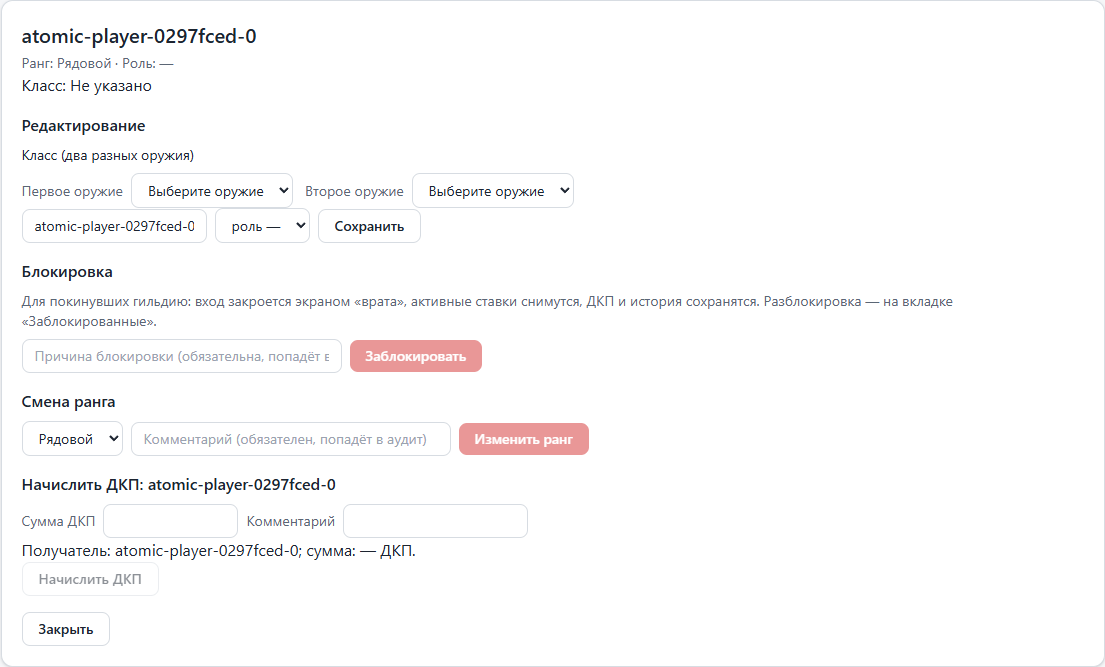 atomic-player-0297fced-0
Ранг: Рядовой · Роль: —
Класс: Не указано
Редактирование
Класс (два разных оружия)
Первое оружие Выберите оружие Второе оружие Выберите оружие
atomic-player-0297fced-0 роль — Сохранить
Блокировка
Для покинувших гильдию: вход закроется экраном «врата», активные ставки снимутся, ДКП и история сохранятся. Разблокировка — на вкладке
«Заблокированные».
Причина блокировки (обязательна, попадёт в Заблокировать
Смена ранга
Рядовой Комментарий (обязателен, попадёт в аудит) Изменить ранг
Начислить ДКП: atomic-player-0297fced-0
Сумма ДКП Комментарий
Получатель: atomic-player-0297fced-0; сумма: — ДКП.
Начислить ДКП
Закрыть